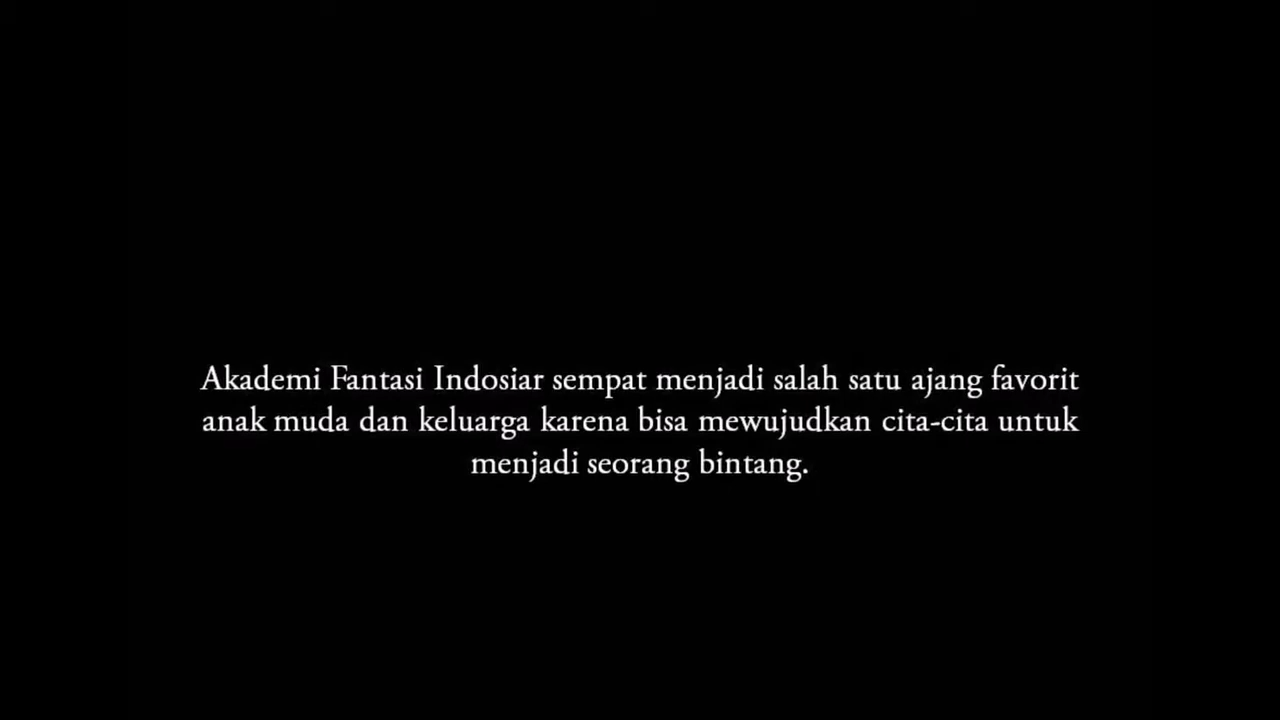 Akademi Fantasi Indosiar sempat menjadi salah satu ajang favorit
anak muda dan keluarga karena bisa mewujudkan cita-cita untuk
menjadi seorang bintang.